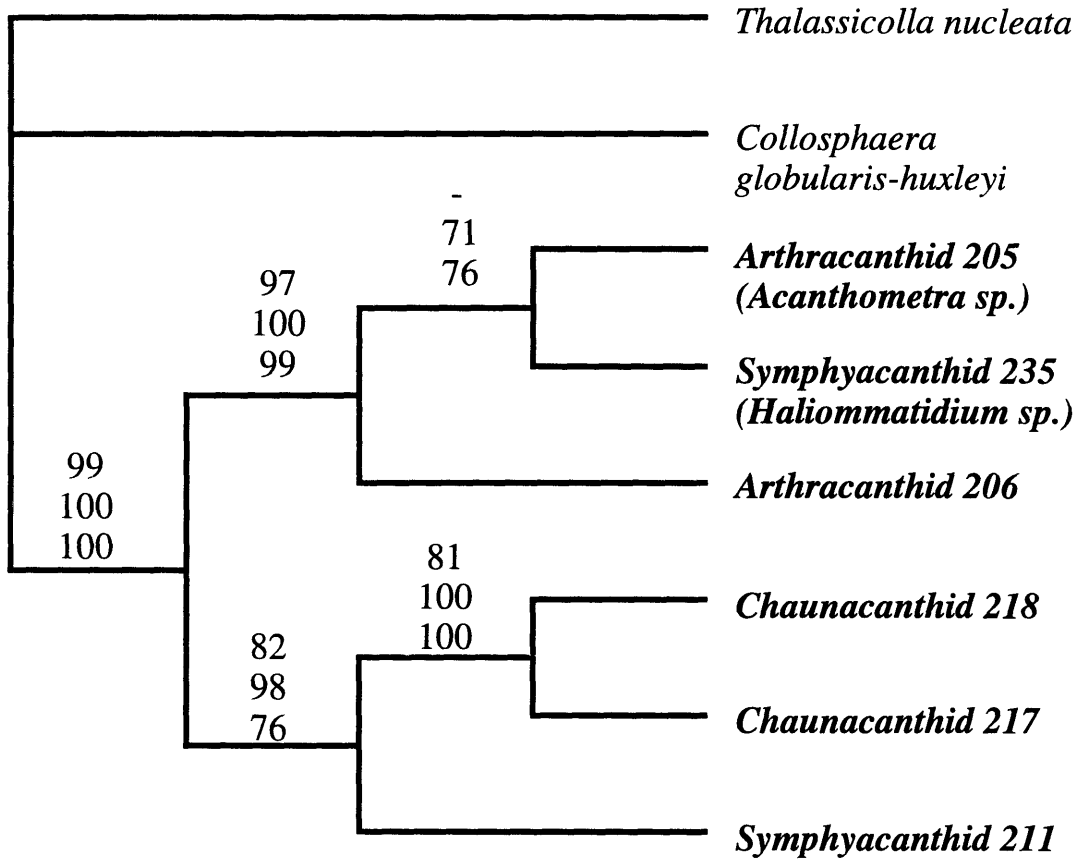 Thalassicolla nucleata
Collosphaera
globularis-huxleyi
-
71
76
Arthracanthid 205
(Acanthometra sp.)
97
100
99
Symphyacanthid 235
(Haliommatidium sp.)
99
100
100
Arthracanthid 206
81
100
100
Chaunacanthid 218
82
98
76
Chaunacanthid 217
Symphyacanthid 211